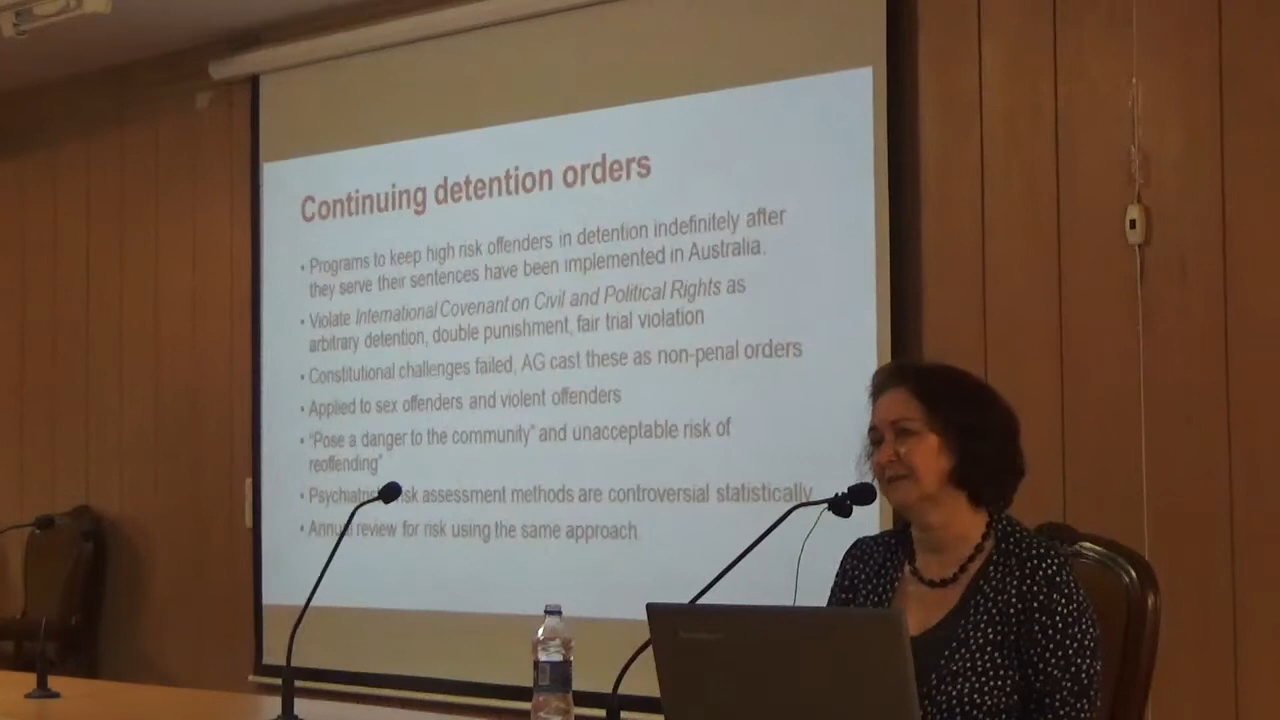 Continuing detention orders
• Programs to keep high risk offenders in detention indefinitely after
they serve their sentences have been implemented in Australia.
• Violate International Covenant on Civil and Political Rights as
arbitrary detention, double punishment, fair trial violation
• Constitutional challenges failed, AG cast these as non-penal orders
• Applied to sex offenders and violent offenders
• "Pose a danger to the community" and unacceptable risk of
reoffending"
• risk assessment methods are controversial statistically
• Annual review for risk using the same approach